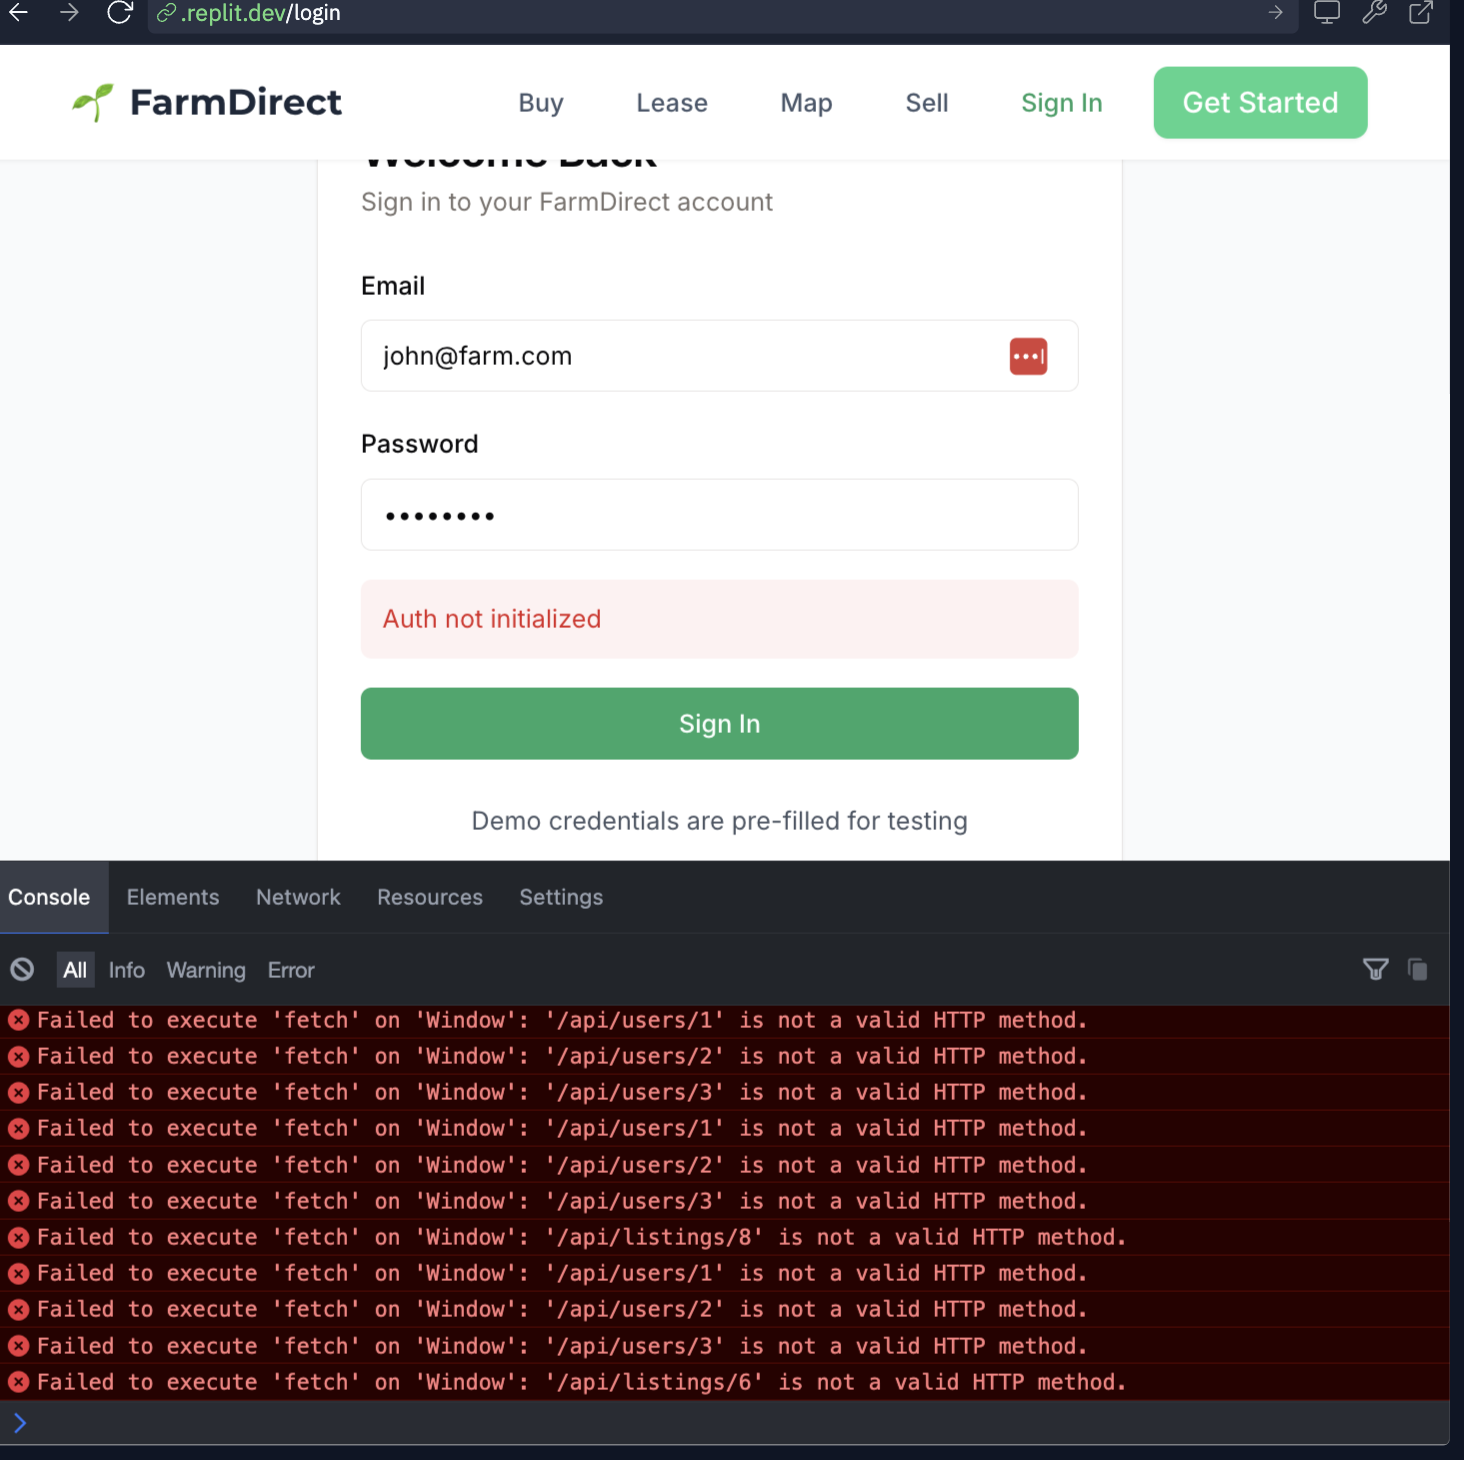 .replit.dev/login
FarmDirect
Buy
Lease
Map
Sell
Sign In
Get Started
Welcome Back
Sign in to your FarmDirect account
Email
john@farm.com
Password
••••••••
Auth not initialized
Sign In
Demo credentials are pre-filled for testing
Console
Elements
Network
Resources
Settings
All
Info
Warning
Error
Failed to execute 'fetch' on 'Window': '/api/users/1' is not a valid HTTP method.
Failed to execute 'fetch' on 'Window': '/api/users/2' is not a valid HTTP method.
Failed to execute 'fetch' on 'Window': '/api/users/3' is not a valid HTTP method.
Failed to execute 'fetch' on 'Window': '/api/users/1' is not a valid HTTP method.
Failed to execute 'fetch' on 'Window': '/api/users/2' is not a valid HTTP method.
Failed to execute 'fetch' on 'Window': '/api/users/3' is not a valid HTTP method.
Failed to execute 'fetch' on 'Window': '/api/listings/8' is not a valid HTTP method.
Failed to execute 'fetch' on 'Window': '/api/users/1' is not a valid HTTP method.
Failed to execute 'fetch' on 'Window': '/api/users/2' is not a valid HTTP method.
Failed to execute 'fetch' on 'Window': '/api/users/3' is not a valid HTTP method.
Failed to execute 'fetch' on 'Window': '/api/listings/6' is not a valid HTTP method.